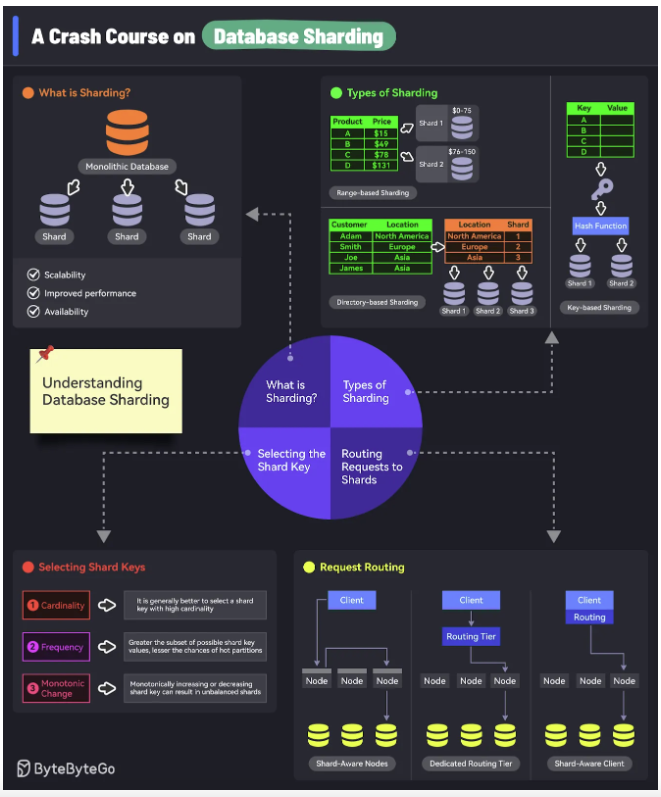 A Crash Course on Database Sharding
What is Sharding?
Monolithic Database
Shard Shard Shard
Scalability
Improved performance
Availability
Types of Sharding
Product Price
A $15
B $49
C $78
D $131
Shard 1
$0-75
Shard 2
$76-150
Range-based Sharding
Customer Location
Adam North America
Smith Europe
Joe Asia
James Asia
Location Shard
North America 1
Europe 2
Asia 3
Shard 1 Shard 2 Shard 3
Directory-based Sharding
Key Value
A
B
C
D
Hash Function
Shard 1 Shard 2
Key-based Sharding
Understanding
Database Sharding
What is
Sharding?
Types of
Sharding
Selecting the
Shard Key
Routing
Requests to
Shards
Selecting Shard Keys
1 Cardinality
It is generally better to select a shard
key with high cardinality
2 Frequency
Greater the subset of possible shard key
values, lesser the chances of hot partitions
3 Monotonic
Change
Monotonically increasing or decreasing
shard key can result in unbalanced shards
Request Routing
Client
Node Node Node
Shard-Aware Nodes
Client
Routing Tier
Node Node Node
Dedicated Routing Tier
Client
Routing
Node Node Node
Shard-Aware Client
ByteByteGo